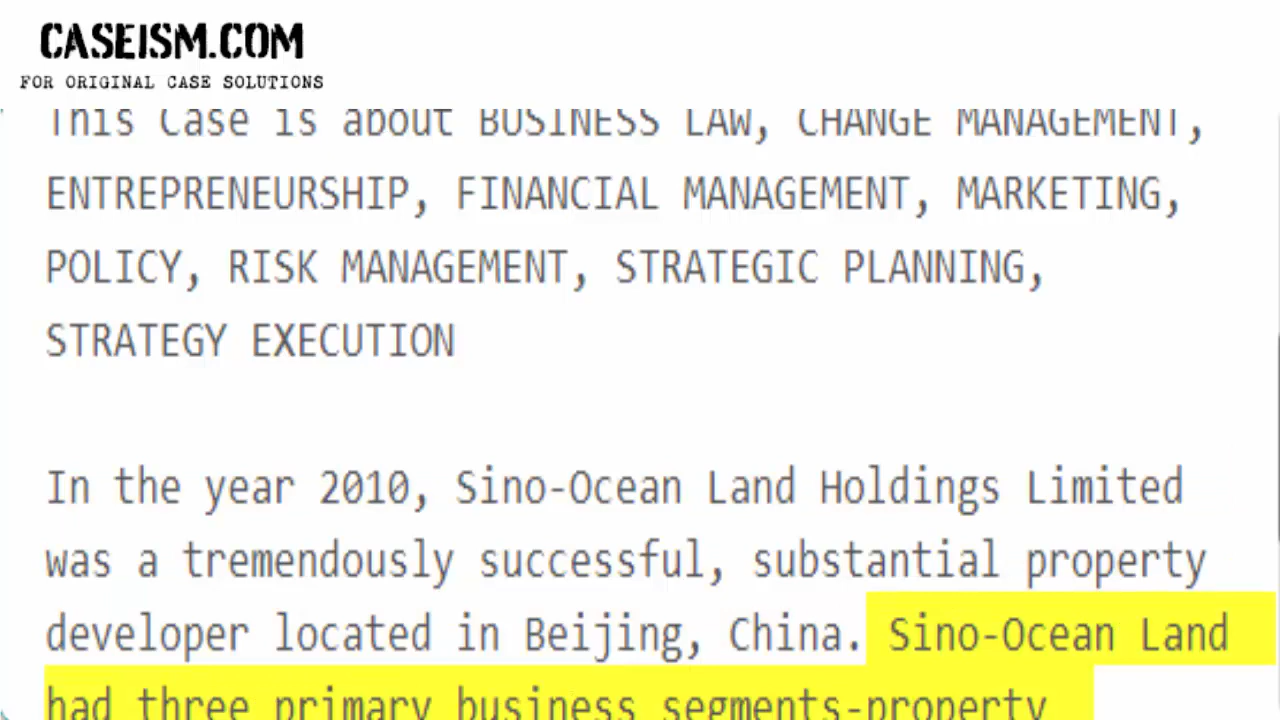 CASEISM.COM
FOR ORIGINAL CASE SOLUTIONS
This Case is about BUSINESS LAW, CHANGE MANAGEMENT,
ENTREPRENEURSHIP, FINANCIAL MANAGEMENT, MARKETING,
POLICY, RISK MANAGEMENT, STRATEGIC PLANNING,
STRATEGY EXECUTION
In the year 2010, Sino-Ocean Land Holdings Limited
was a tremendously successful, substantial property
developer located in Beijing, China. Sino-Ocean Land
had three primary business segments-property